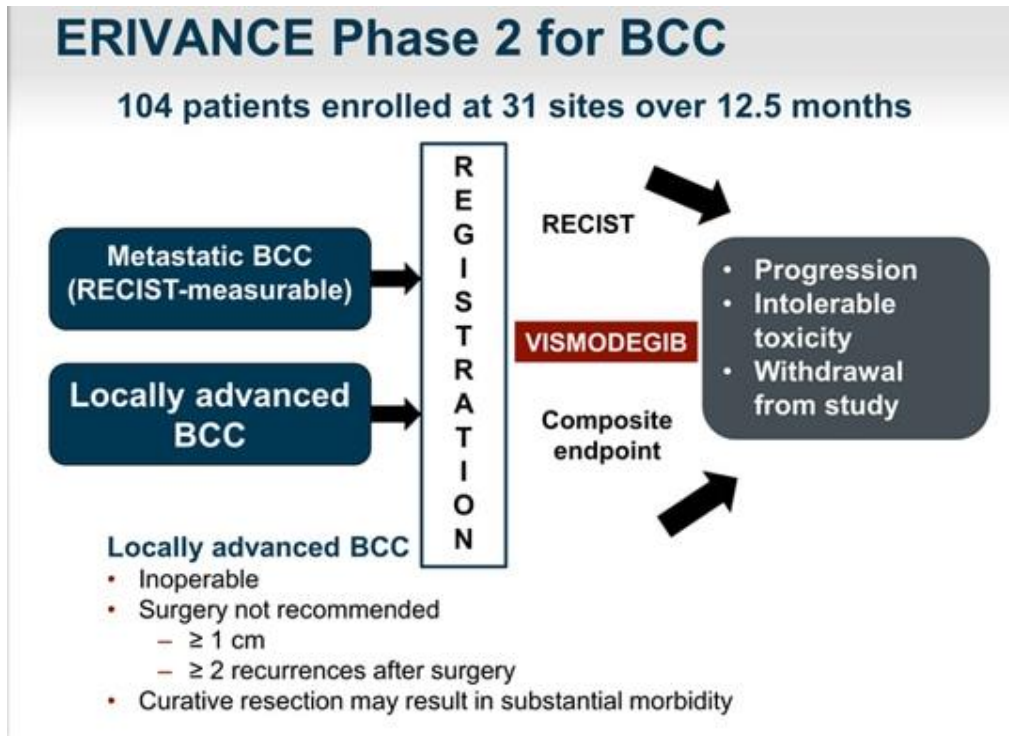 ERIVANCE Phase 2 for BCC
104 patients enrolled at 31 sites over 12.5 months
Metastatic BCC
(RECIST-measurable)
Locally advanced
BCC
R
E
G
I
S
T
R
A
T
I
O
N
RECIST
VISMODEGIB
Composite
endpoint
• Progression
• Intolerable
toxicity
• Withdrawal
from study
Locally advanced BCC
• Inoperable
• Surgery not recommended
– ≥ 1 cm
– ≥ 2 recurrences after surgery
• Curative resection may result in substantial morbidity